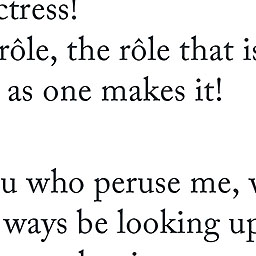 ctress!
rôle, the rôle that is
as one makes it!
u who peruse me,
ways be looking up